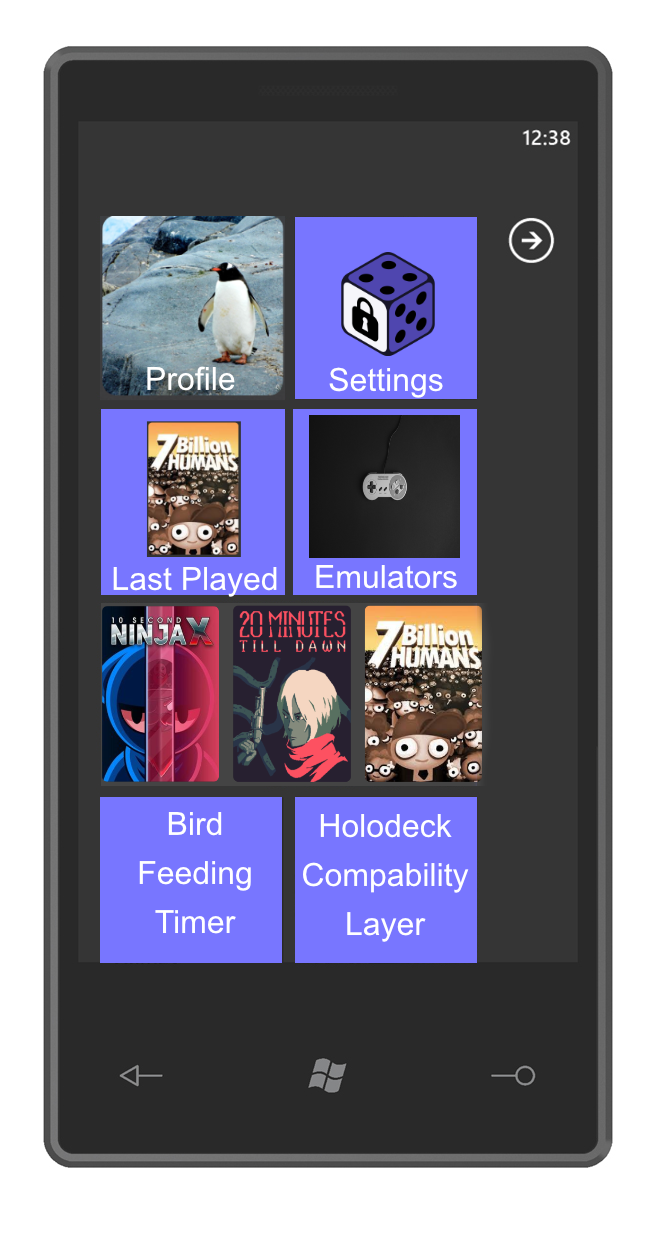 12:38
Profile
Settings
7 Billion
HUMANS
Last Played
Emulators
10 SECOND
NINJA X
20 MINUTES
TILL DAWN
7 Billion
HUMANS
Bird
Feeding
Timer
Holodeck
Compability
Layer